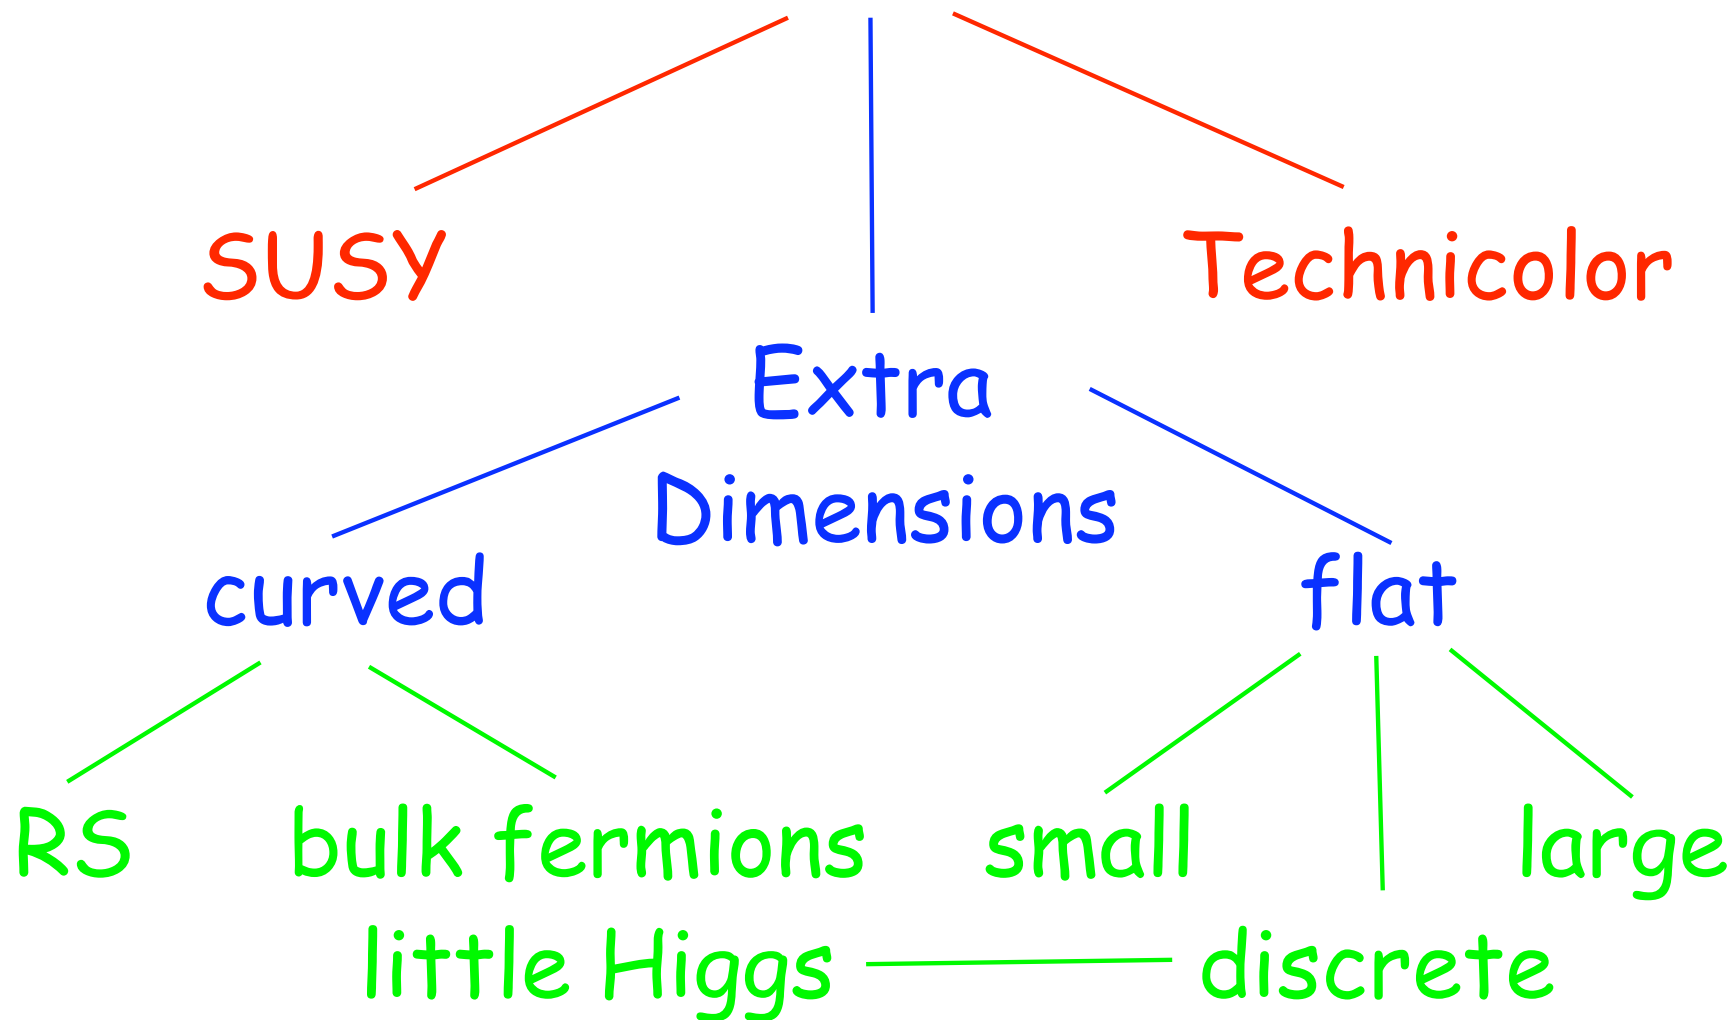 SUSY
Technicolor
Extra
Dimensions
curved
flat
RS
bulk fermions
small
large
little Higgs
discrete